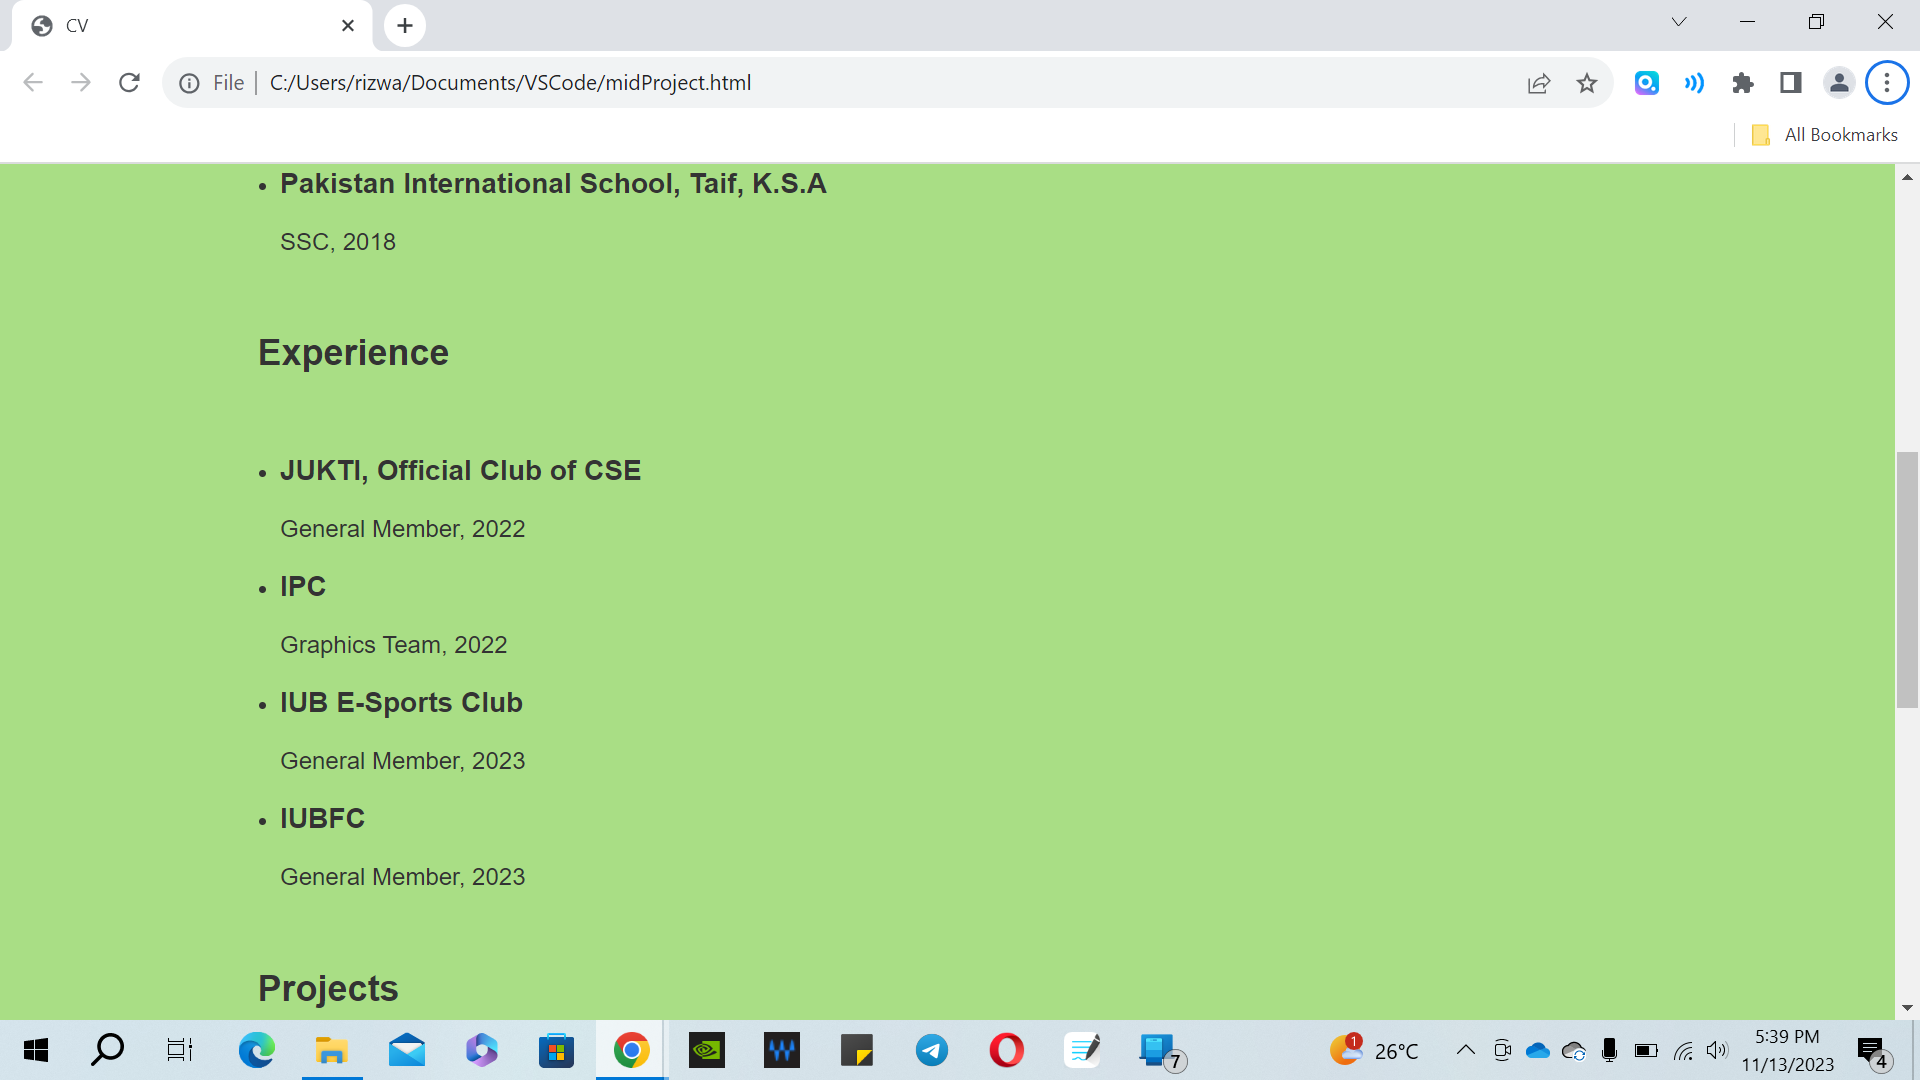 CV
File
C:/Users/rizwa/Documents/VSCode/midProject.html
All Bookmarks
Pakistan International School, Taif, K.S.A
SSC, 2018
Experience
JUKTI, Official Club of CSE
General Member, 2022
IPC
Graphics Team, 2022
IUB E-Sports Club
General Member, 2023
IUBFC
General Member, 2023
Projects
7
1
26°C
5:39 PM
11/13/2023
4